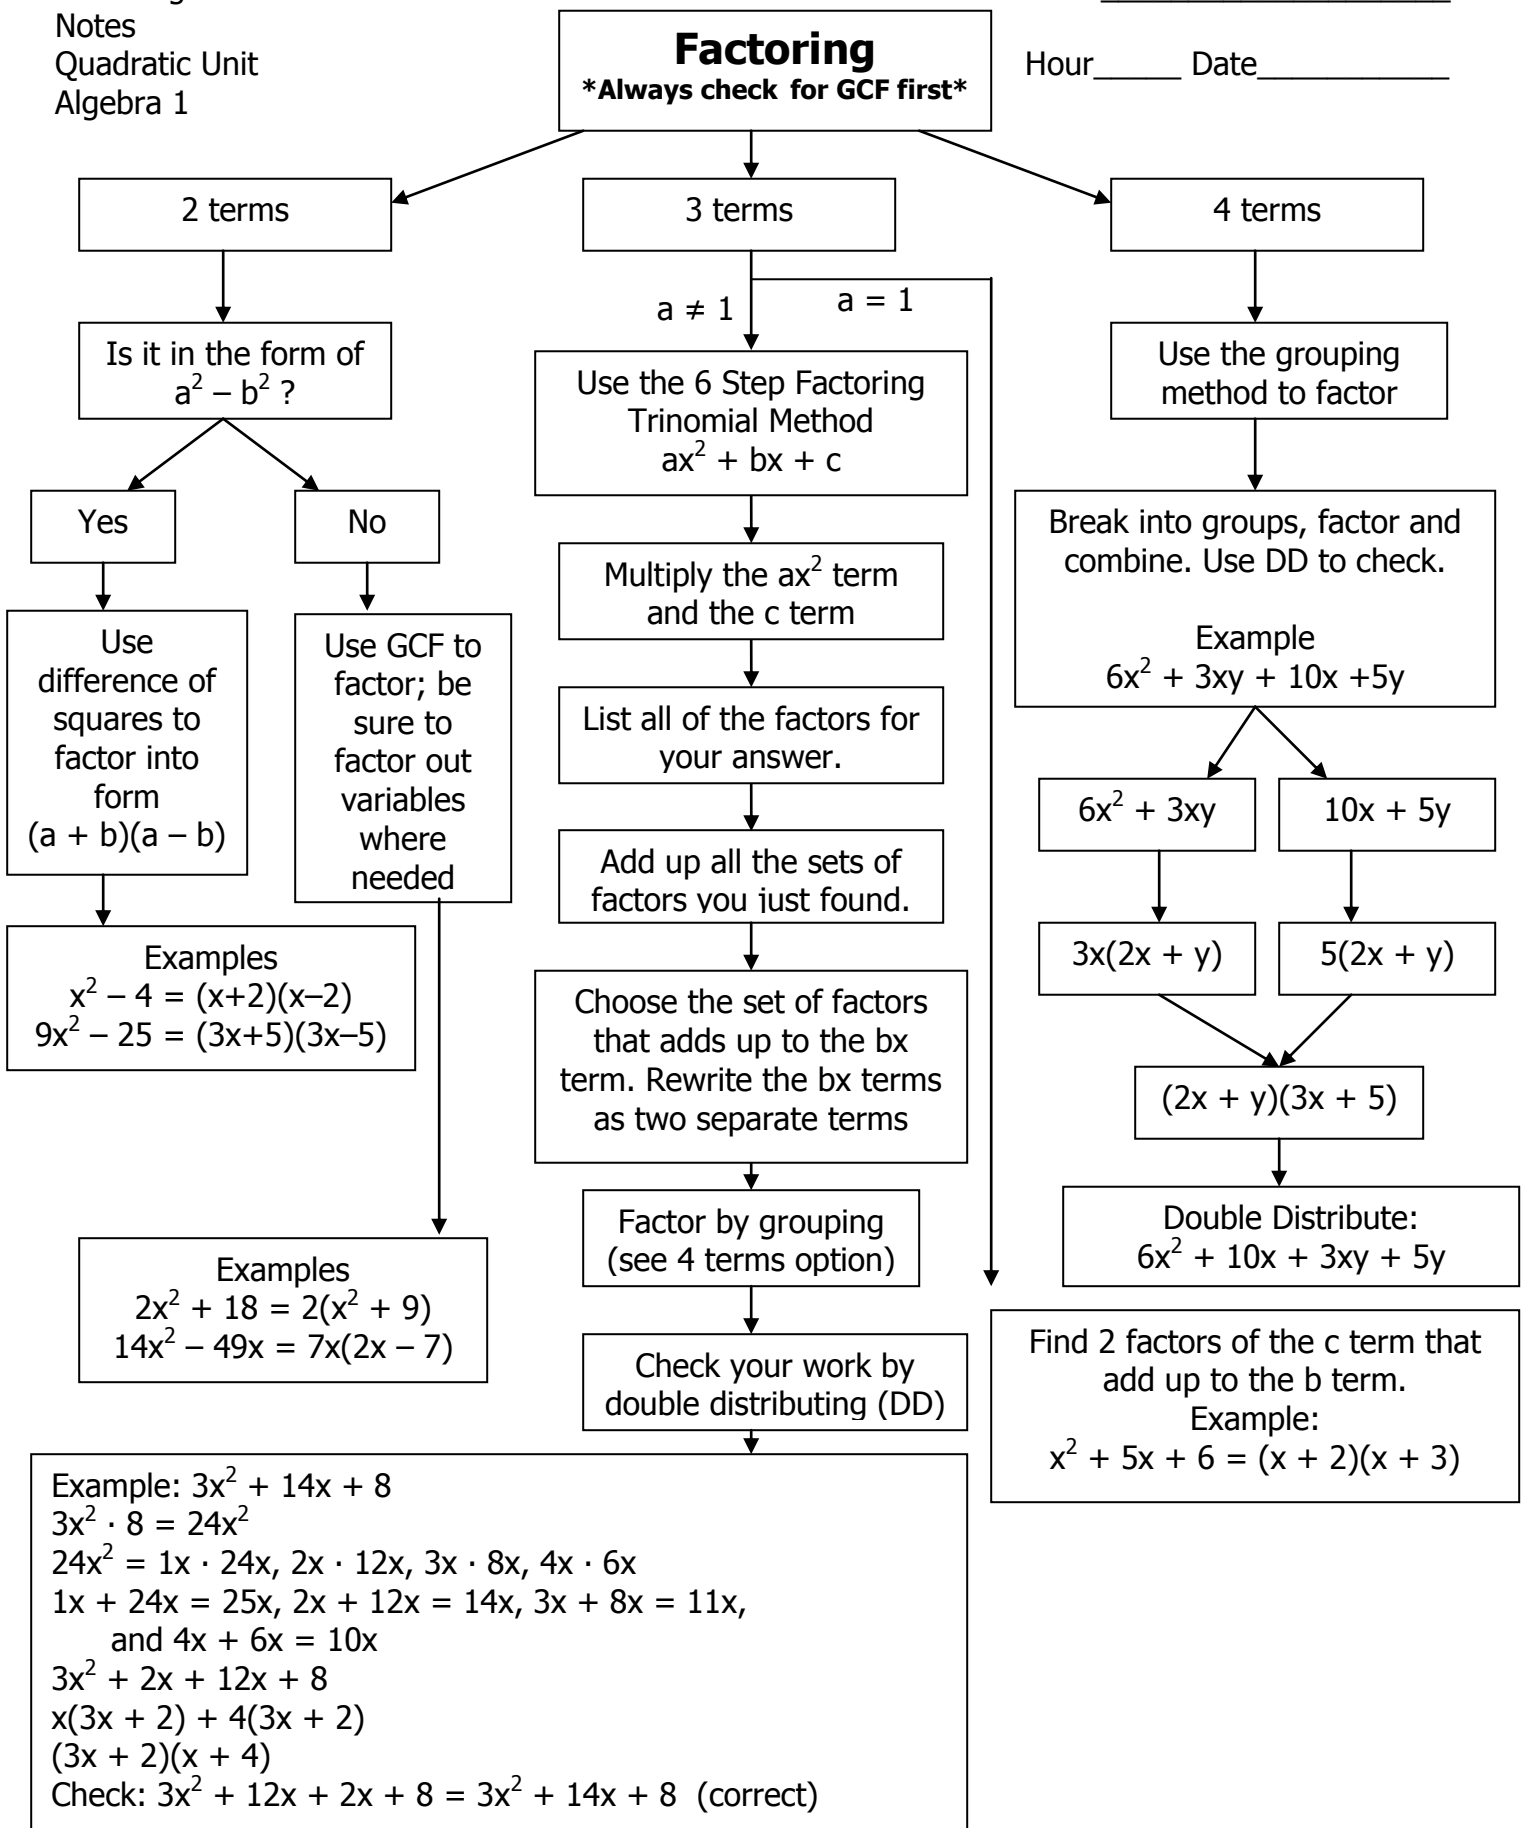 Notes
Quadratic Unit
Algebra 1
Factoring
*Always check for GCF first*
Hour_____ Date_____________
2 terms
3 terms
4 terms
a ≠ 1
a = 1
Is it in the form of
a² – b² ?
Yes
No
Use
difference of
squares to
factor into
form
(a + b)(a – b)
Use GCF to
factor; be
sure to
factor out
variables
where
needed
Examples
x² – 4 = (x+2)(x–2)
9x² – 25 = (3x+5)(3x–5)
Examples
2x² + 18 = 2(x² + 9)
14x² – 49x = 7x(2x – 7)
Use the 6 Step Factoring
Trinomial Method
ax² + bx + c
Multiply the ax² term
and the c term
List all of the factors for
your answer.
Add up all the sets of
factors you just found.
Choose the set of factors
that adds up to the bx
term. Rewrite the bx terms
as two separate terms
Factor by grouping
(see 4 terms option)
Check your work by
double distributing (DD)
Example: 3x² + 14x + 8
3x² · 8 = 24x²
24x² = 1x · 24x, 2x · 12x, 3x · 8x, 4x · 6x
1x + 24x = 25x, 2x + 12x = 14x, 3x + 8x = 11x,
and 4x + 6x = 10x
3x² + 2x + 12x + 8
x(3x + 2) + 4(3x + 2)
(3x + 2)(x + 4)
Check: 3x² + 12x + 2x + 8 = 3x² + 14x + 8 (correct)
Use the grouping
method to factor
Break into groups, factor and
combine. Use DD to check.
Example
6x² + 3xy + 10x +5y
6x² + 3xy
10x + 5y
3x(2x + y)
5(2x + y)
(2x + y)(3x + 5)
Double Distribute:
6x² + 10x + 3xy + 5y
Find 2 factors of the c term that
add up to the b term.
Example:
x² + 5x + 6 = (x + 2)(x + 3)